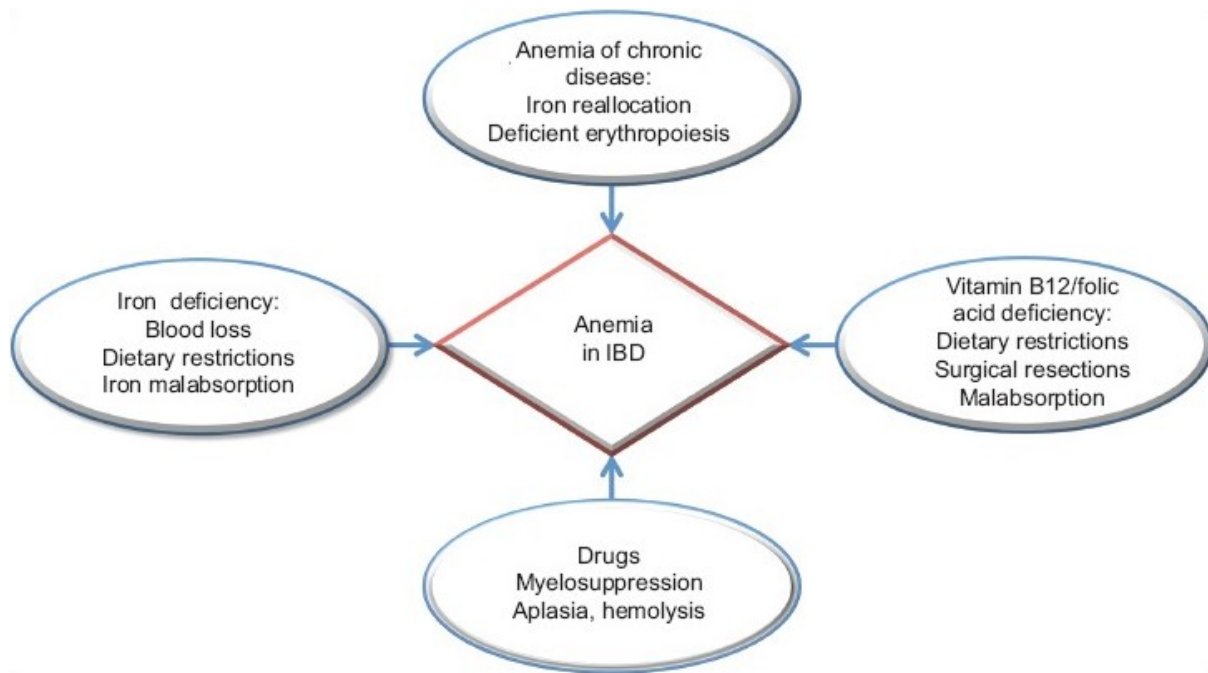 Anemia of chronic
disease:
Iron reallocation
Deficient erythropoiesis
Iron deficiency:
Blood loss
Dietary restrictions
Iron malabsorption
Anemia
in IBD
Vitamin B12/folic
acid deficiency:
Dietary restrictions
Surgical resections
Malabsorption
Drugs
Myelosuppression
Aplasia, hemolysis